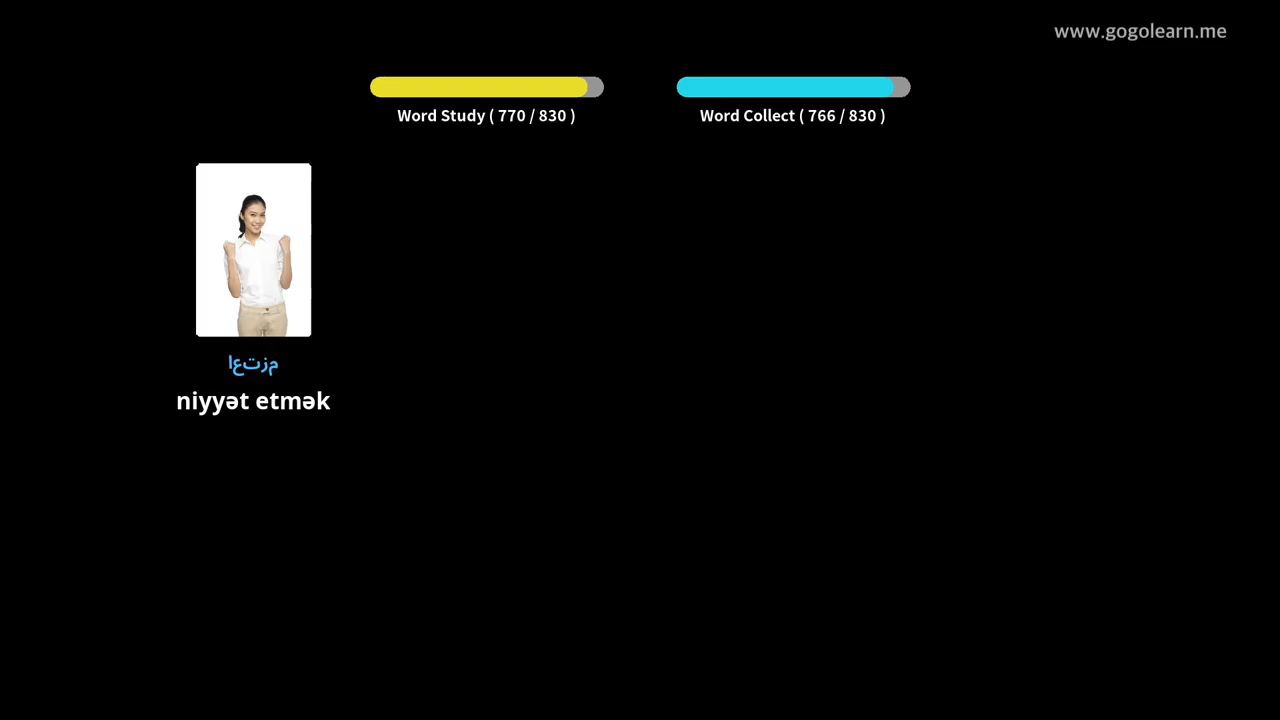 www.gogolearn.me
Word Study ( 770 / 830 )
Word Collect ( 766 / 830 )
اعتزم
niyyət etmək